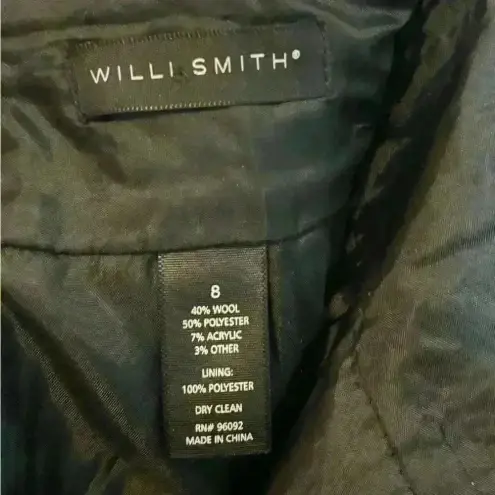 WILLI SMITH®
8
40% WOOL
50% POLYESTER
7% ACRYLIC
3% OTHER
LINING:
100% POLYESTER
DRY CLEAN
RN# 96092
MADE IN CHINA